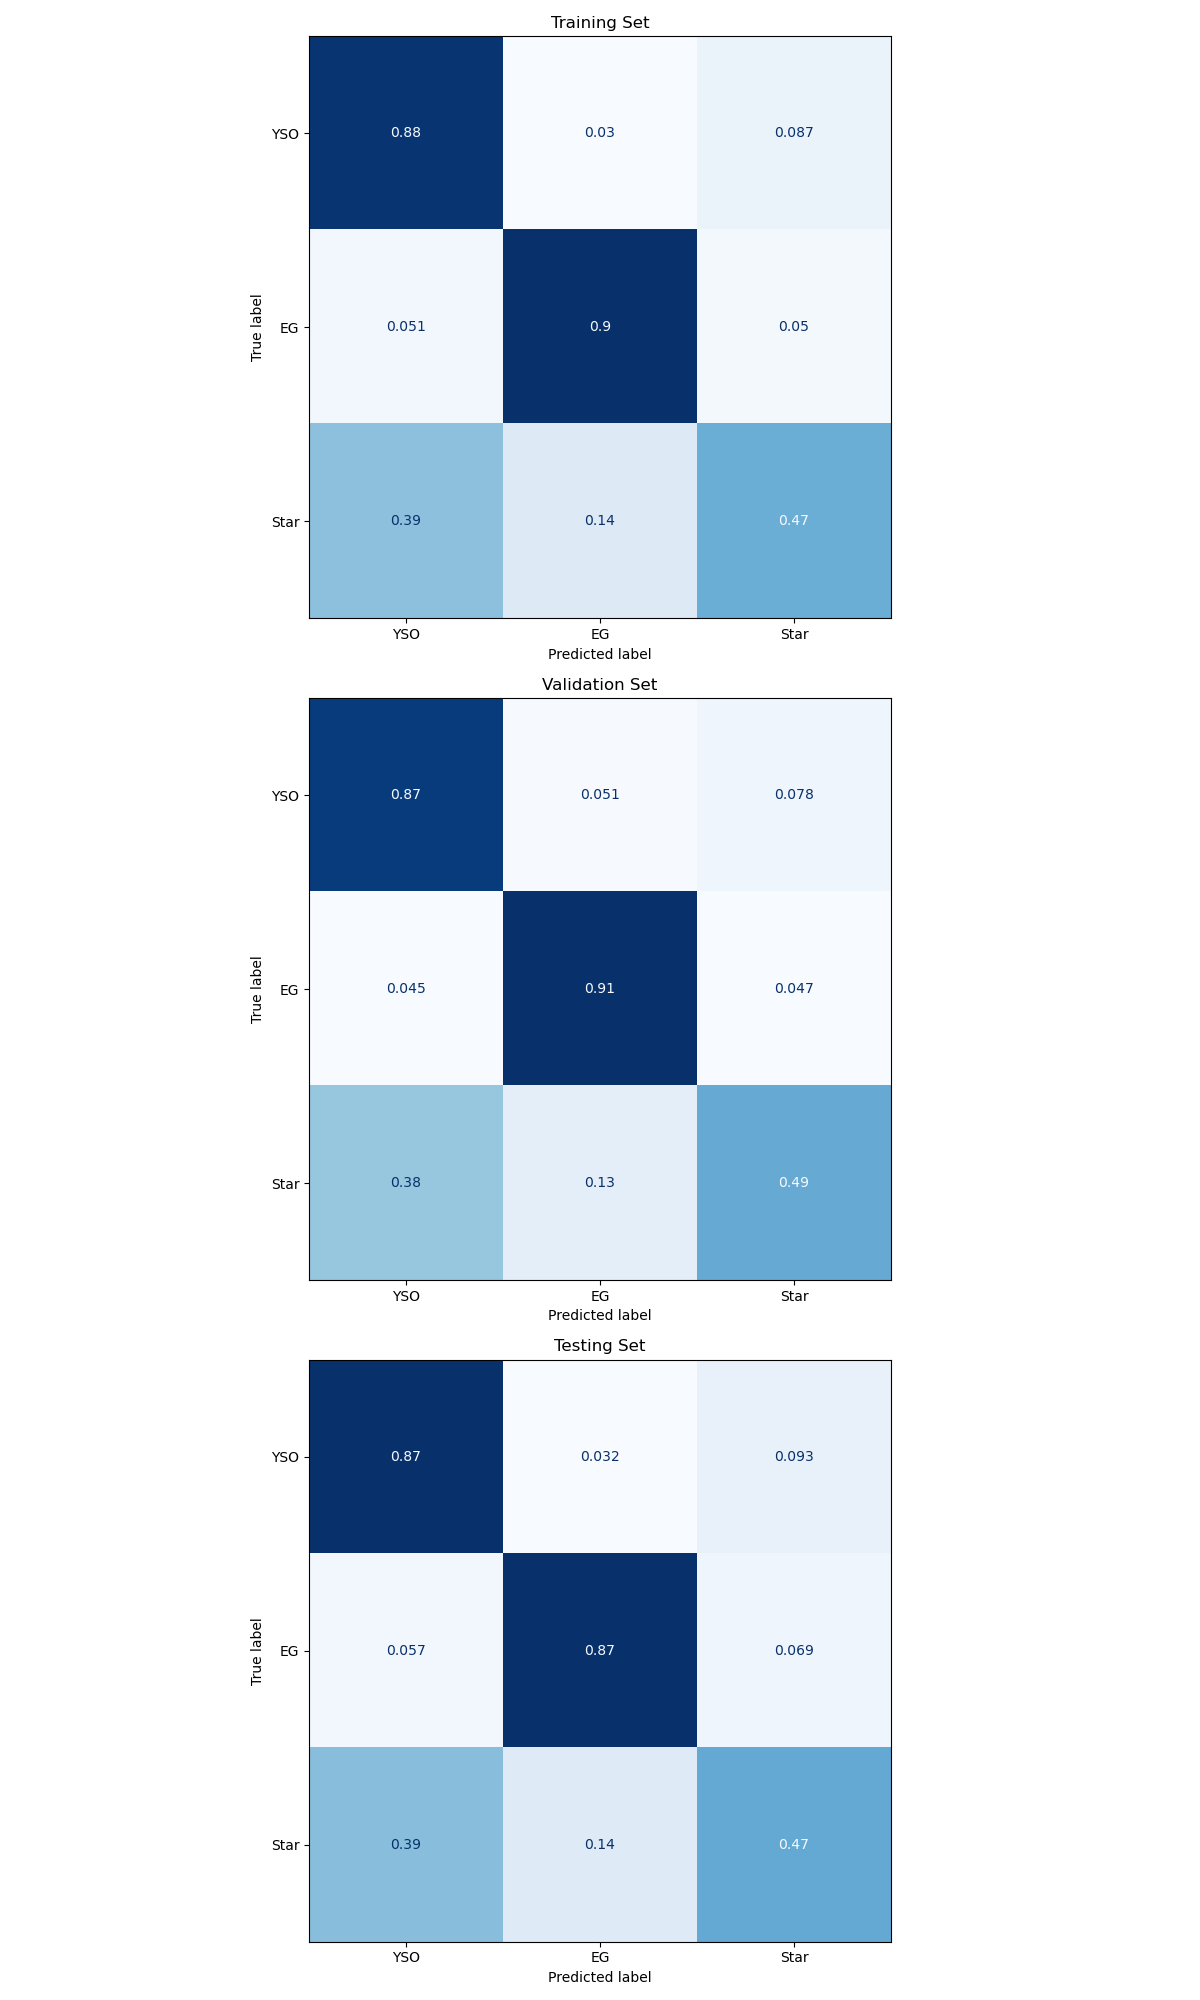 Training Set
YSO 0.88 0.03 0.087
True label
EG 0.051 0.9 0.05
Star 0.39 0.14 0.47
YSO EG Star
Predicted label
Validation Set
YSO 0.87 0.051 0.078
True label
EG 0.045 0.91 0.047
Star 0.38 0.13 0.49
YSO EG Star
Predicted label
Testing Set
YSO 0.87 0.032 0.093
True label
EG 0.057 0.87 0.069
Star 0.39 0.14 0.47
YSO EG Star
Predicted label